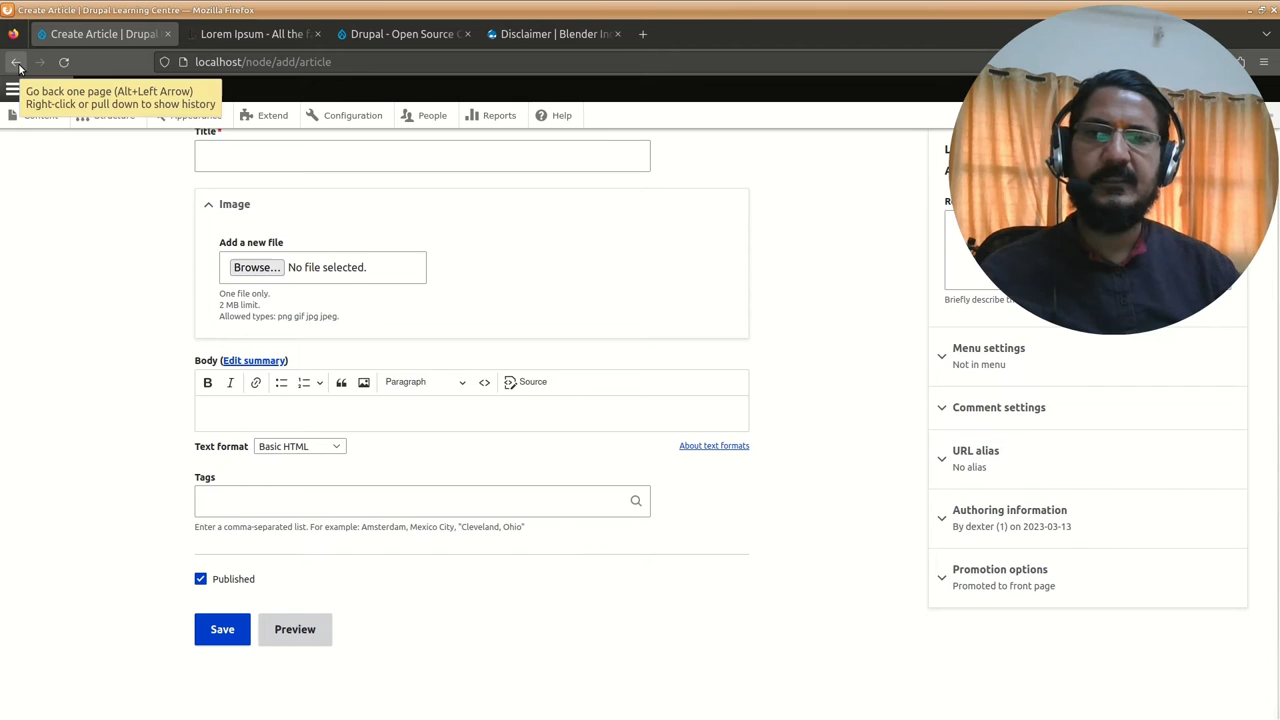 Create Article | Drupal Learning Centre — Mozilla Firefox
Create Article | Drupal
Lorem Ipsum - All the f
Drupal - Open Source C
Disclaimer | Blender Ins
localhost/node/add/article
Go back one page (Alt+Left Arrow)
Right-click or pull down to show history
Content
Structure
Appearance
Extend
Configuration
People
Reports
Help
Title*
Image
Add a new file
Browse... No file selected.
One file only.
2 MB limit.
Allowed types: png gif jpg jpeg.
Body (Edit summary)
Paragraph
Source
Text format Basic HTML
About text formats
Tags
Enter a comma-separated list. For example: Amsterdam, Mexico City, "Cleveland, Ohio"
Published
Save
Preview
Briefly describe
Menu settings
Not in menu
Comment settings
URL alias
No alias
Authoring information
By dexter (1) on 2023-03-13
Promotion options
Promoted to front page